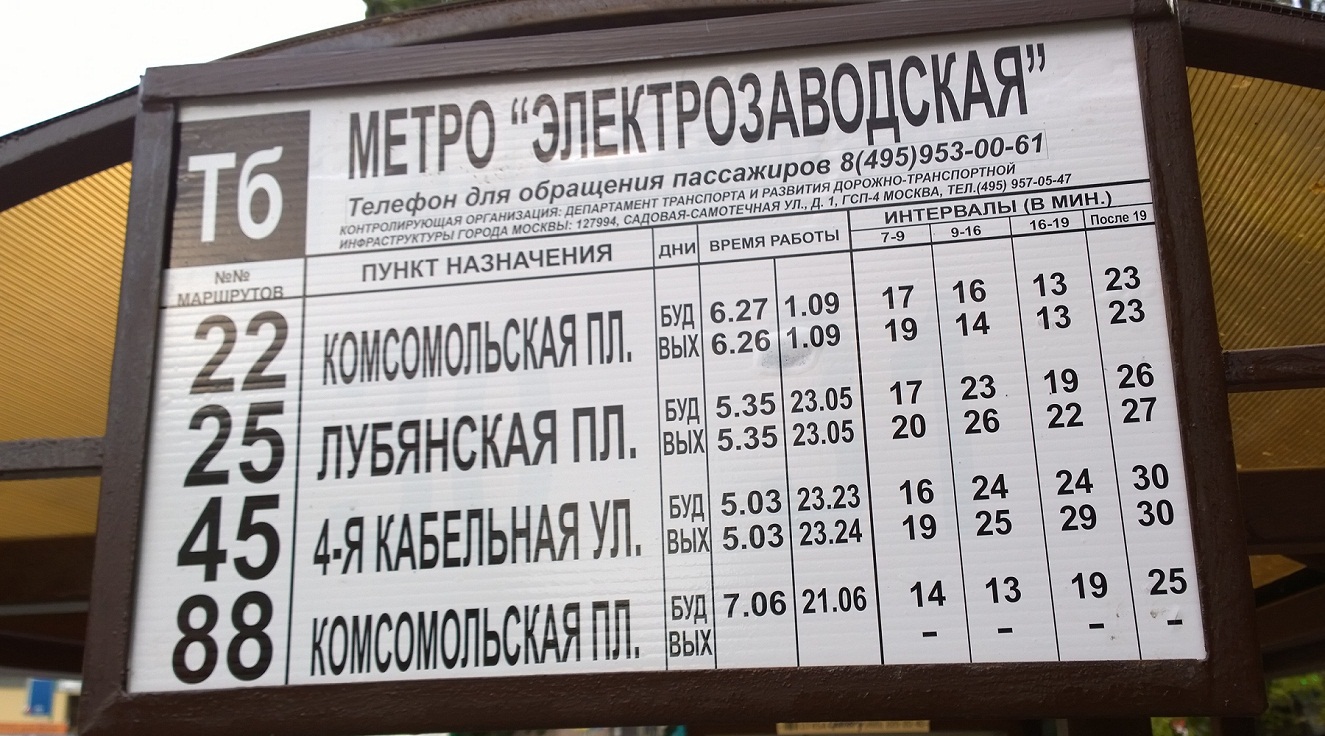 Тб
МЕТРО “ЭЛЕКТРОЗАВОДСКАЯ”
Телефон для обращения пассажиров 8(495)953-00-61
КОНТРОЛИРУЮЩАЯ ОРГАНИЗАЦИЯ: ДЕПАРТАМЕНТ ТРАНСПОРТА И РАЗВИТИЯ ДОРОЖНО-ТРАНСПОРТНОЙ
ИНФРАСТРУКТУРЫ ГОРОДА МОСКВЫ: 127994, САДОВАЯ-САМОТЕЧНАЯ УЛ., Д. 1, ГСП-4 МОСКВА, ТЕЛ.(495) 957-05-47
№№ МАРШРУТОВ ПУНКТ НАЗНАЧЕНИЯ ДНИ ВРЕМЯ РАБОТЫ ИНТЕРВАЛЫ (В МИН.)
7-9 9-16 16-19 После 19
22 КОМСОМОЛЬСКАЯ ПЛ. БУД 6.27 1.09 17 16 13 23
ВЫХ 6.26 1.09 19 14 13 23
25 ЛУБЯНСКАЯ ПЛ. БУД 5.35 23.05 17 23 19 26
ВЫХ 5.35 23.05 20 26 22 27
45 4-Я КАБЕЛЬНАЯ УЛ. БУД 5.03 23.23 16 24 24 30
ВЫХ 5.03 23.24 19 25 29 30
88 КОМСОМОЛЬСКАЯ ПЛ. БУД 7.06 21.06 14 13 19 25
ВЫХ - - - -